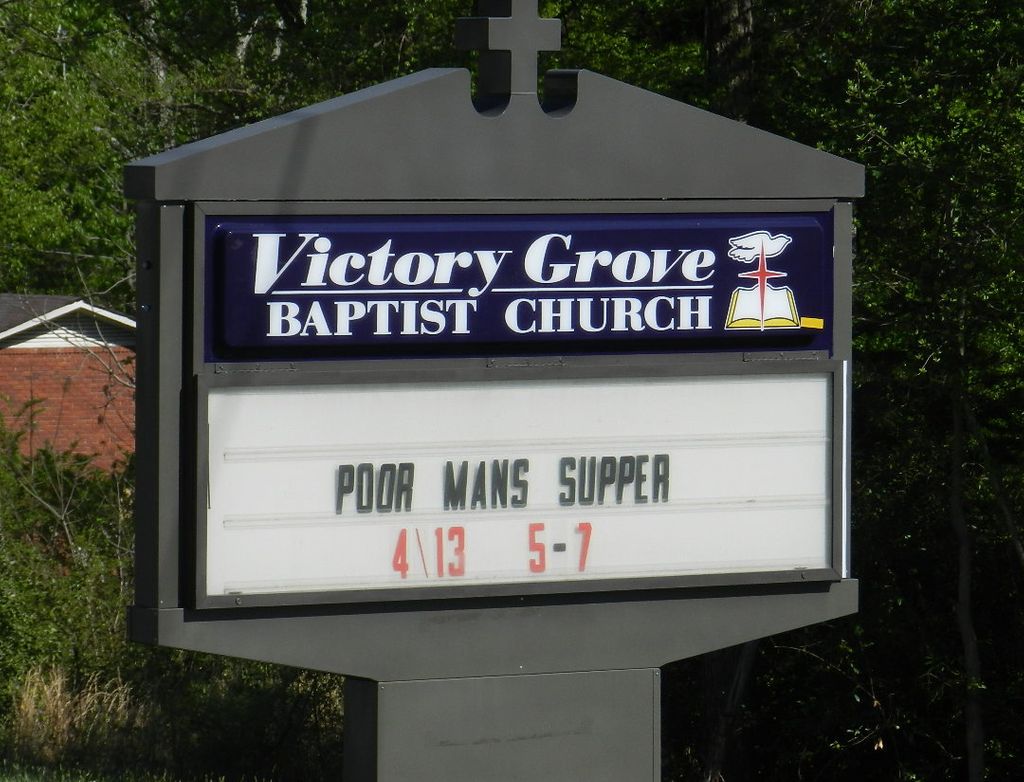 Victory Grove
BAPTIST CHURCH
POOR MANS SUPPER
4\13 5-7